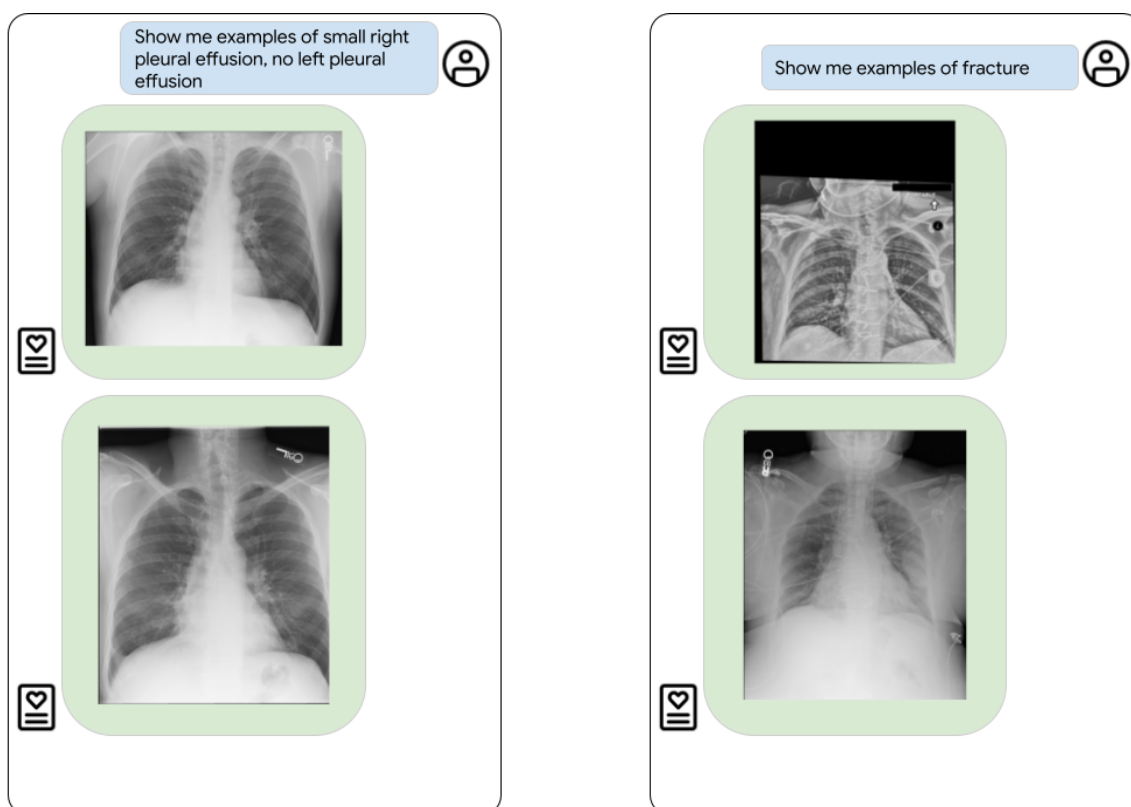 Show me examples of small right
pleural effusion, no left pleural
effusion
Show me examples of fracture